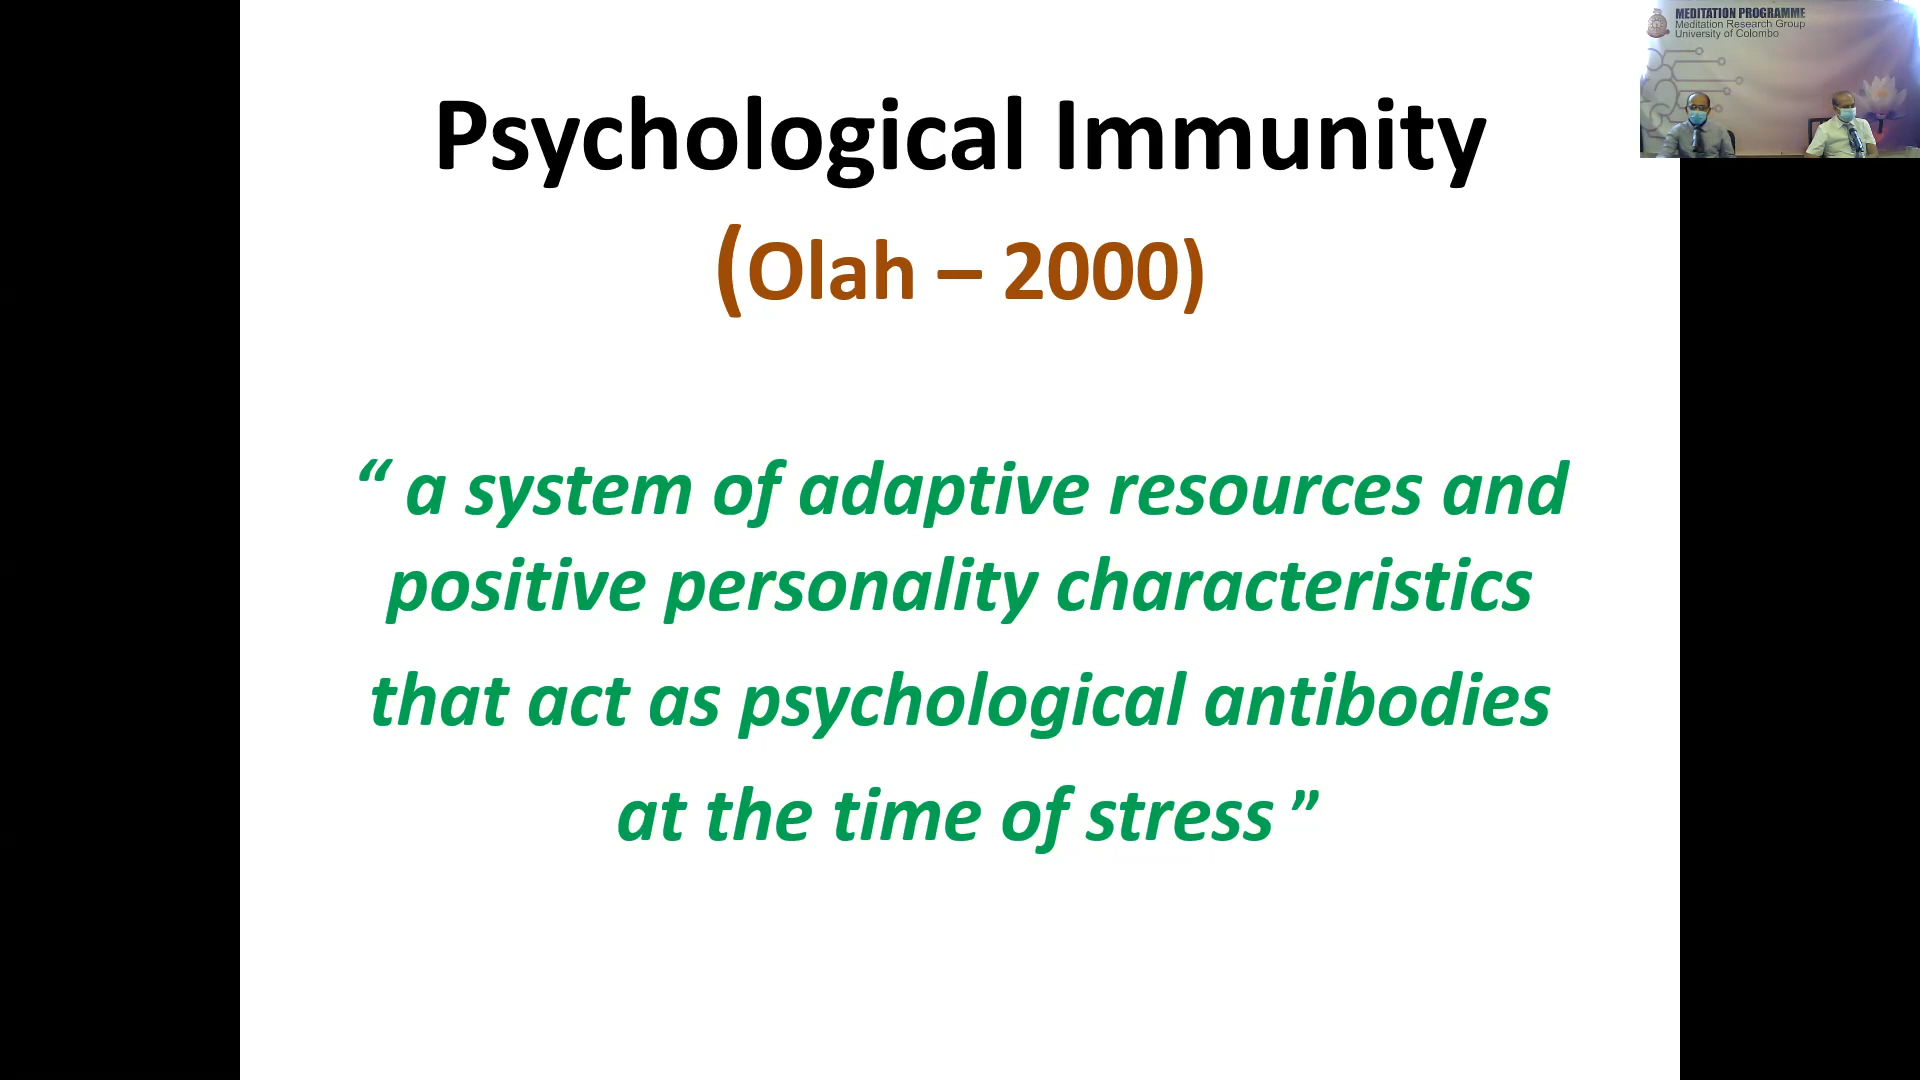 Psychological Immunity
(Olah – 2000)
“ a system of adaptive resources and
positive personality characteristics
that act as psychological antibodies
at the time of stress ”
MEDITATION PROGRAMME
Meditation Research Group
University of Colombo